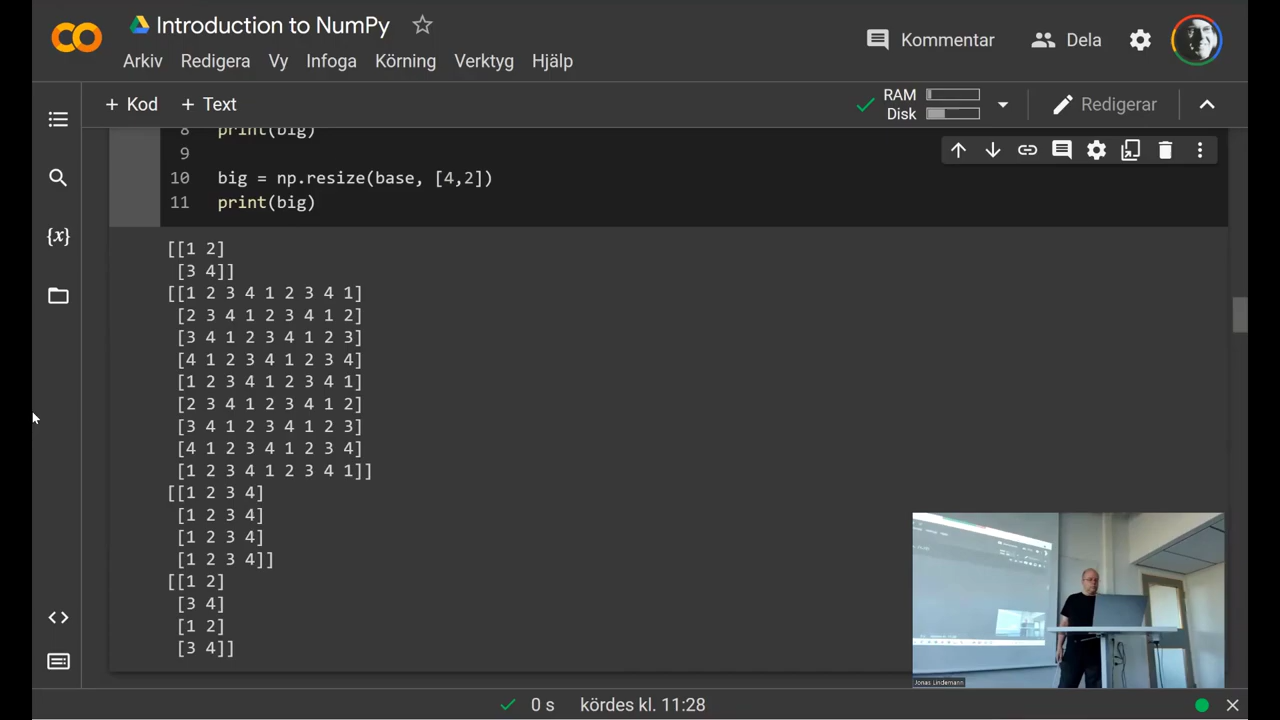 Introduction to NumPy
Arkiv Redigera Vy Infoga Körning Verktyg Hjälp
Kommentar
Dela
+ Kod + Text
RAM
Disk
Redigerar
8 print(big)
9
10 big = np.resize(base, [4,2])
11 print(big)
[[1 2]
[3 4]]
[[1 2 3 4 1 2 3 4 1]
[2 3 4 1 2 3 4 1 2]
[3 4 1 2 3 4 1 2 3]
[4 1 2 3 4 1 2 3 4]
[1 2 3 4 1 2 3 4 1]
[2 3 4 1 2 3 4 1 2]
[3 4 1 2 3 4 1 2 3]
[4 1 2 3 4 1 2 3 4]
[1 2 3 4 1 2 3 4 1]]
[[1 2 3 4]
[1 2 3 4]
[1 2 3 4]
[1 2 3 4]]
[[1 2]
[3 4]
[1 2]
[3 4]]
Jonas Lindemann
0 s kördes kl. 11:28